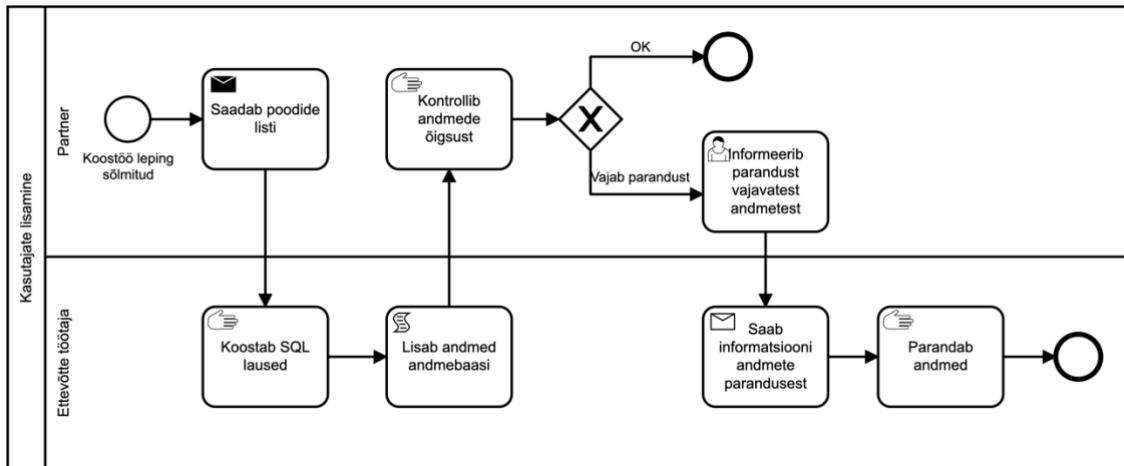 Kasutajate lisamine
Partner
Koostöö leping
sõlmitud
Saadab poodide
listi
Kontrollib
andmede
õigsust
X
OK
Vajab parandust
Informeerib
parandust
vajavatest
andmetest
Ettevõtte töötaja
Koostab SQL
laused
Lisab andmed
andmebaasi
Saab
informatsiooni
andmete
parandusest
Parandab
andmed